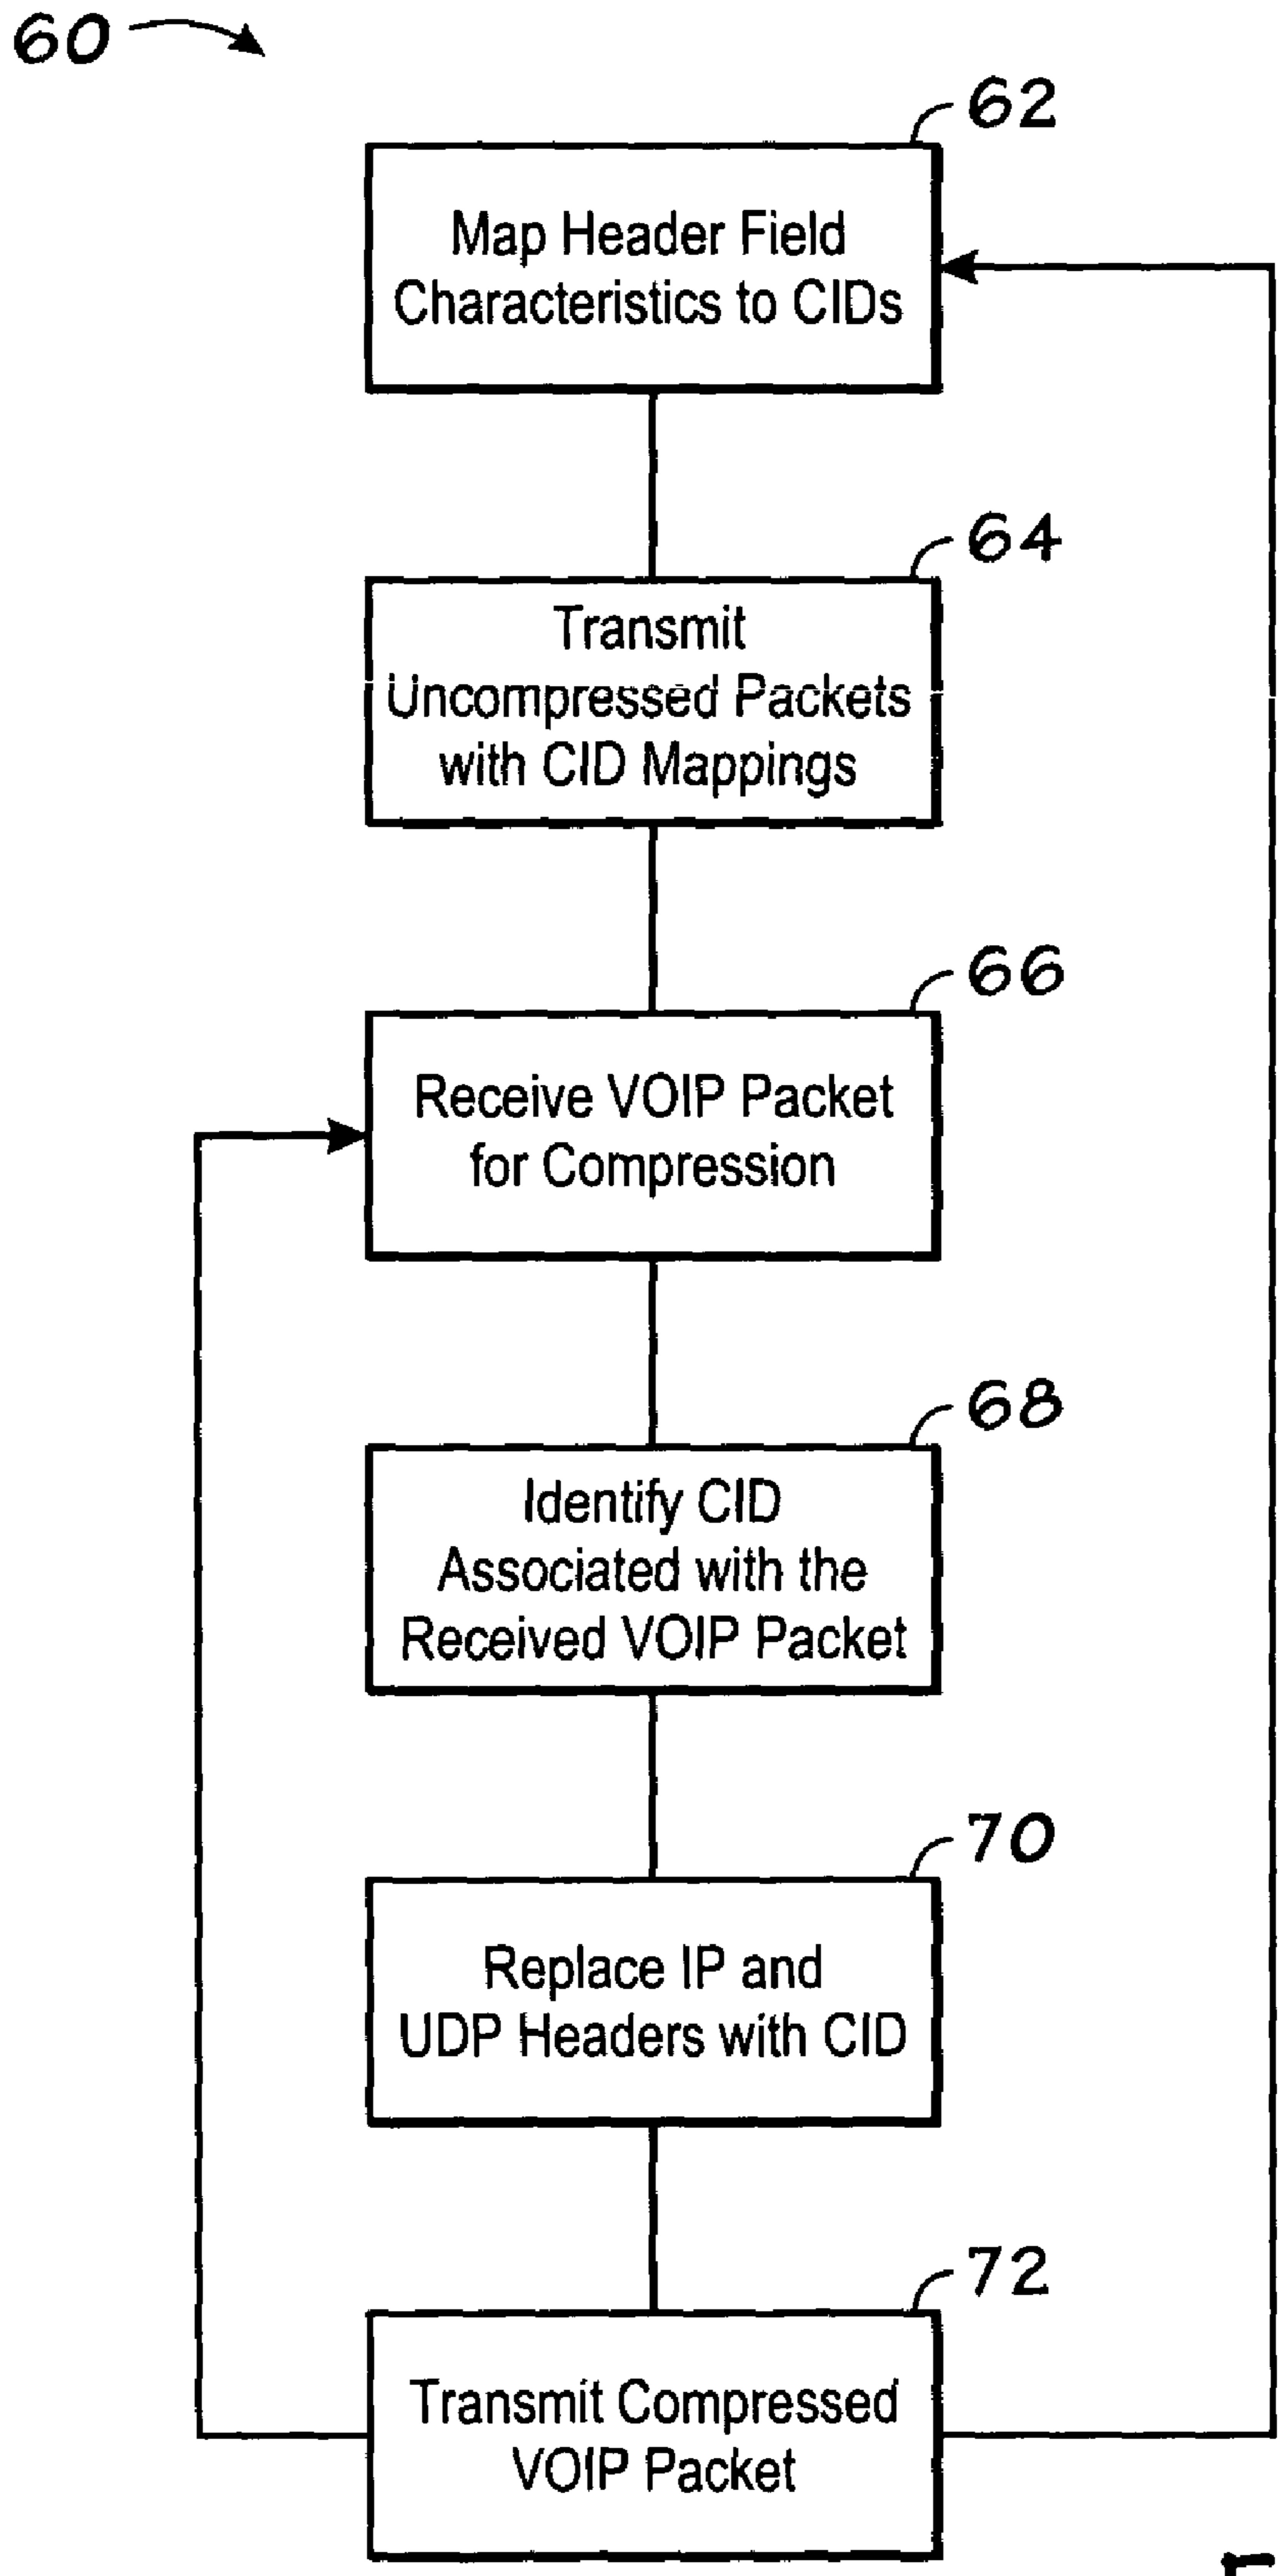 60
62
Map Header Field
Characteristics to CIDs
64
Transmit
Uncompressed Packets
with CID Mappings
66
Receive VOIP Packet
for Compression
68
Identify CID
Associated with the
Received VOIP Packet
70
Replace IP and
UDP Headers with CID
72
Transmit Compressed
VOIP Packet